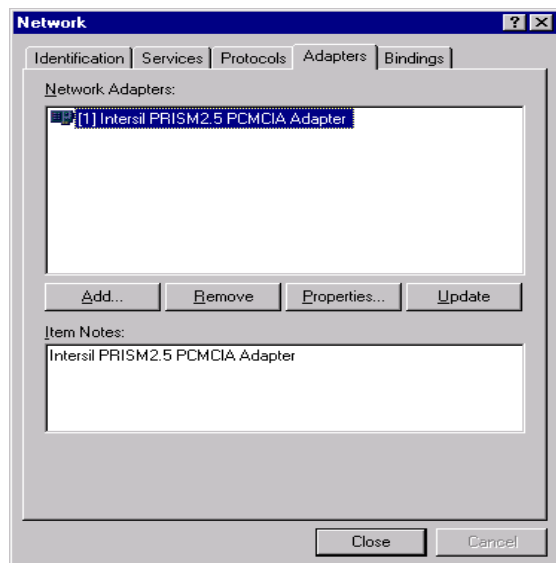 Network
Identification Services Protocols Adapters Bindings
Network Adapters:
[1] Intersil PRISM2.5 PCMCIA Adapter
Add... Remove Properties... Update
Item Notes:
Intersil PRISM2.5 PCMCIA Adapter
Close Cancel